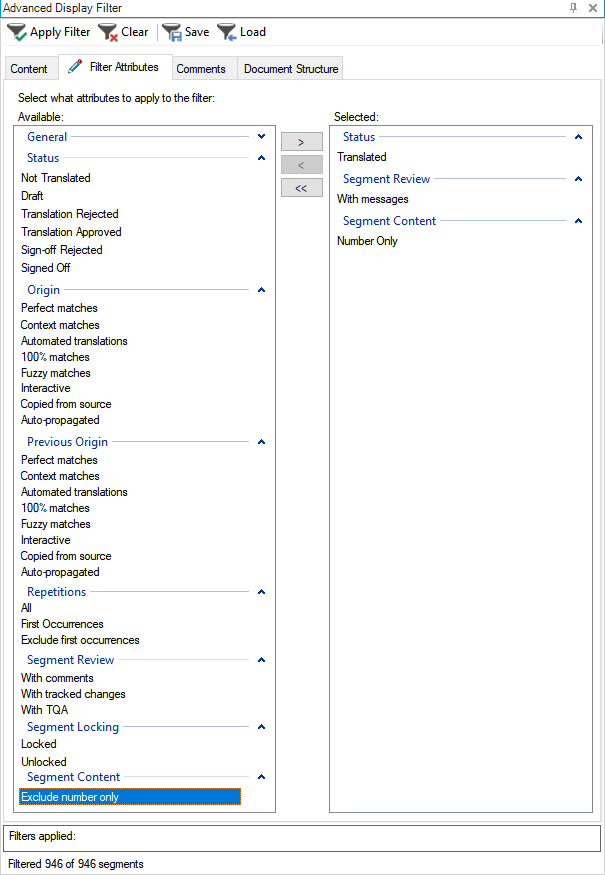 Advanced Display Filter
Apply Filter Clear Save Load
Content Filter Attributes Comments Document Structure
Select what attributes to apply to the filter:
Available:
General
Status
Not Translated
Draft
Translation Rejected
Translation Approved
Sign-off Rejected
Signed Off
Origin
Perfect matches
Context matches
Automated translations
100% matches
Fuzzy matches
Interactive
Copied from source
Auto-propagated
Previous Origin
Perfect matches
Context matches
Automated translations
100% matches
Fuzzy matches
Interactive
Copied from source
Auto-propagated
Repetitions
All
First Occurrences
Exclude first occurrences
Segment Review
With comments
With tracked changes
With TQA
Segment Locking
Locked
Unlocked
Segment Content
Exclude number only
>
<
<<
Selected:
Status
Translated
Segment Review
With messages
Segment Content
Number Only
Filters applied:
Filtered 946 of 946 segments